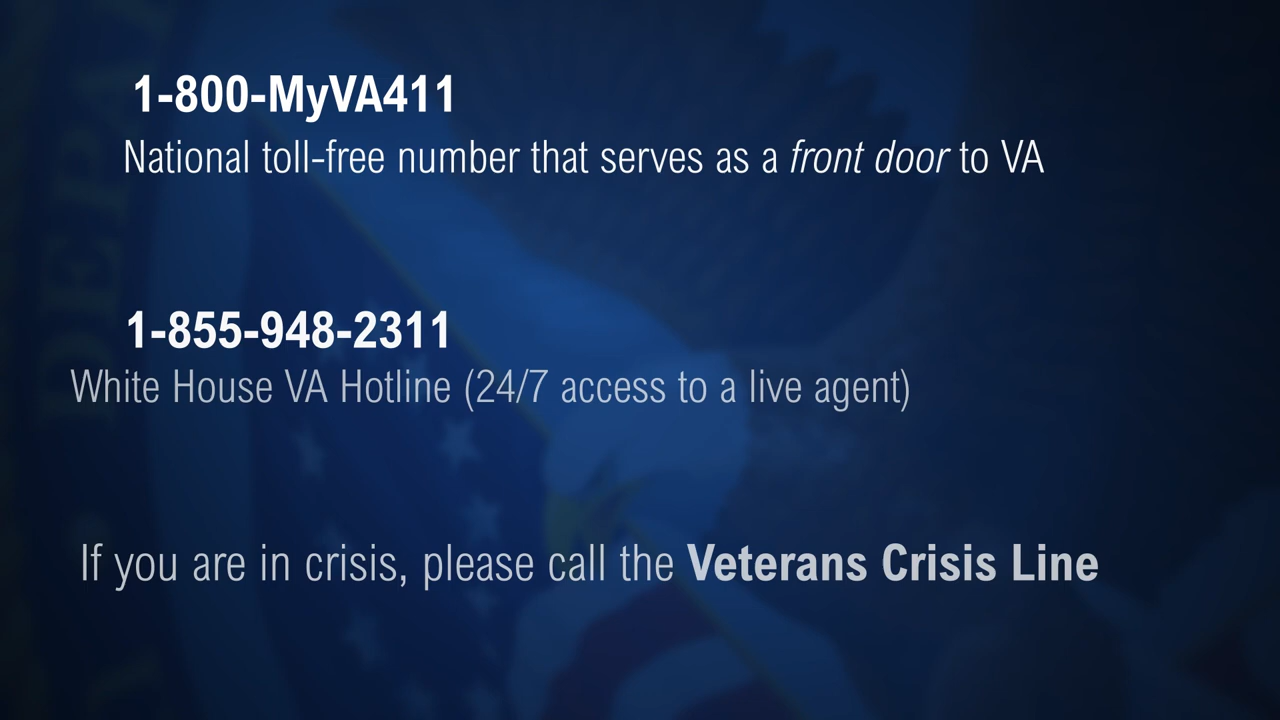 1-800-MyVA411
National toll-free number that serves as a front door to VA
1-855-948-2311
White House VA Hotline (24/7 access to a live agent)
If you are in crisis, please call the Veterans Crisis Line